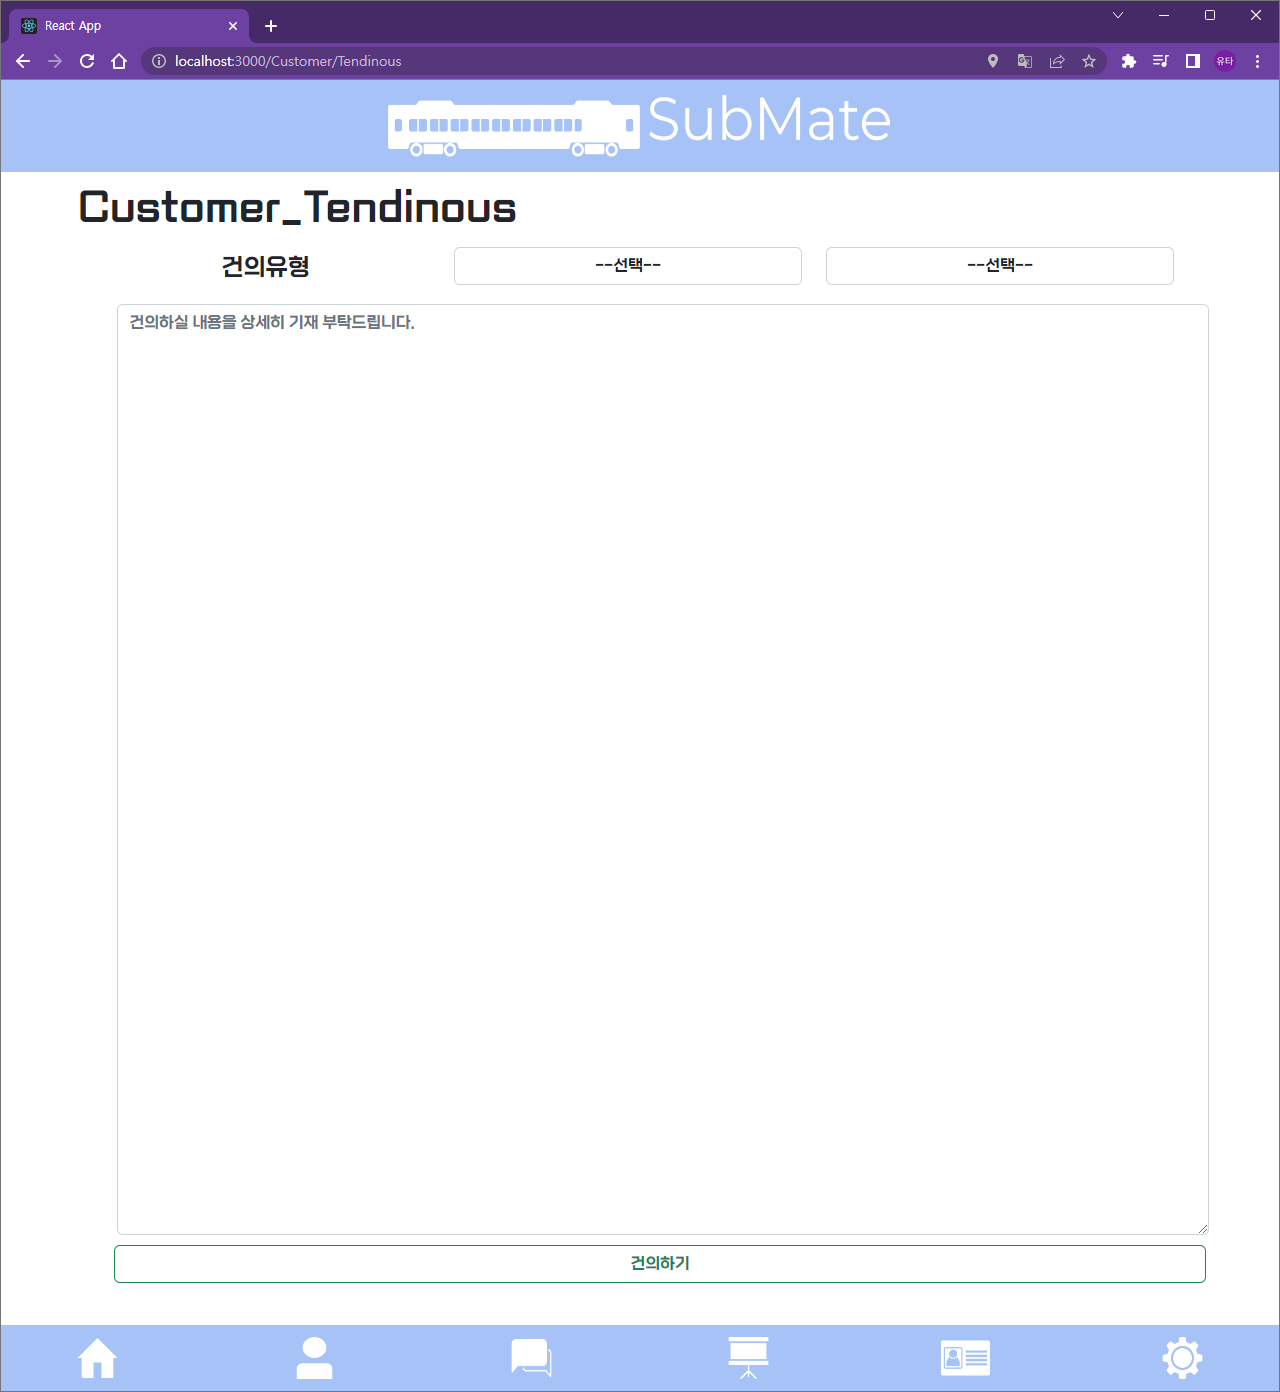 React App
localhost:3000/Customer/Tendinous
유타
SubMate
Customer_Tendinous
건의유형
--선택--
--선택--
건의하실 내용을 상세히 기재 부탁드립니다.
건의하기